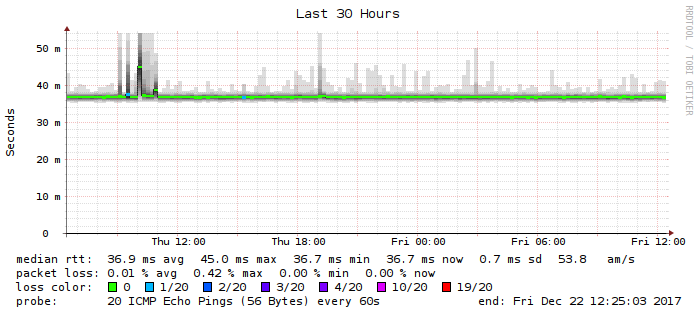 Last 30 Hours
RRDTOOL / TOBI OETIKER
Seconds
50 m
40 m
30 m
20 m
10 m
0
Thu 12:00 Thu 18:00 Fri 00:00 Fri 06:00 Fri 12:00
median rtt: 36.9 ms avg 45.0 ms max 36.7 ms min 36.7 ms now 0.7 ms sd 53.8 am/s
packet loss: 0.01 % avg 0.42 % max 0.00 % min 0.00 % now
loss color: 0 1/20 2/20 3/20 4/20 10/20 19/20
probe: 20 ICMP Echo Pings (56 Bytes) every 60s end: Fri Dec 22 12:25:03 2017